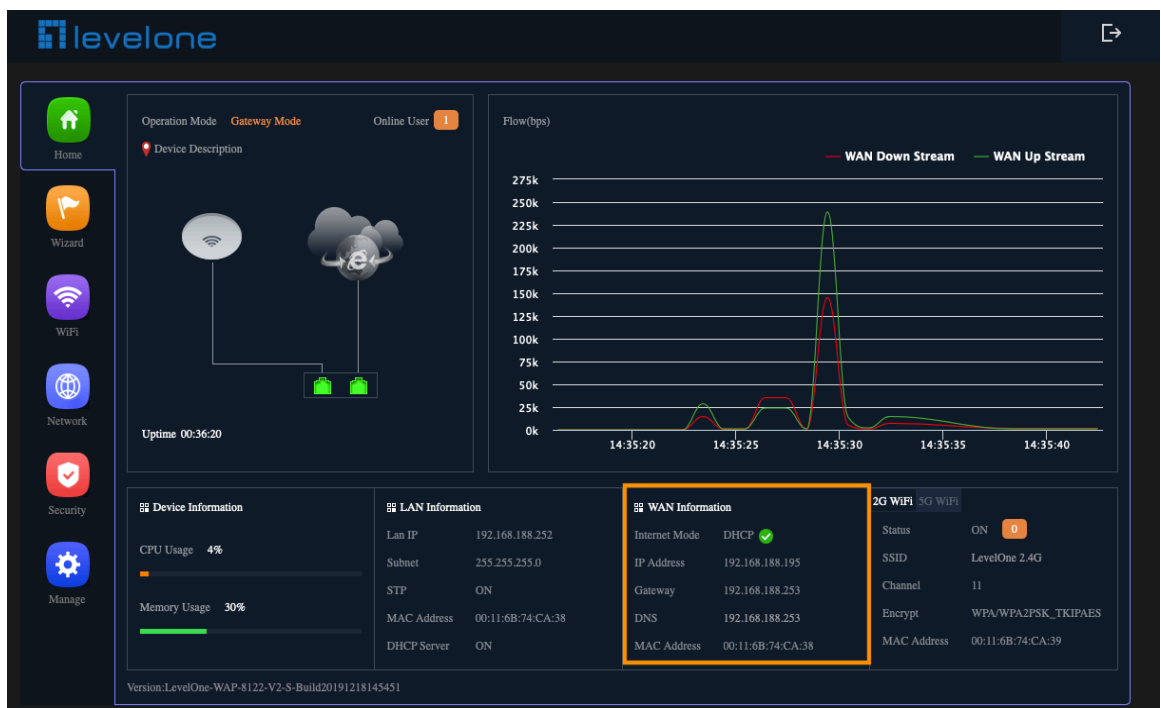 levelone
Home
Wizard
WiFi
Network
Security
Manage
Operation Mode Gateway Mode Online User 1
Device Description
Uptime 00:36:20
Flow(bps)
WAN Down Stream WAN Up Stream
275k
250k
225k
200k
175k
150k
125k
100k
75k
50k
25k
0k
14:35:20 14:35:25 14:35:30 14:35:35 14:35:40
Device Information
CPU Usage 4%
Memory Usage 30%
LAN Information
Lan IP 192.168.188.252
Subnet 255.255.255.0
STP ON
MAC Address 00:11:6B:74:CA:38
DHCP Server ON
WAN Information
Internet Mode DHCP
IP Address 192.168.188.195
Gateway 192.168.188.253
DNS 192.168.188.253
MAC Address 00:11:6B:74:CA:38
2G WiFi 5G WiFi
Status ON 0
SSID LevelOne 2.4G
Channel 11
Encrypt WPA/WPA2PSK_TKIPAES
MAC Address 00:11:6B:74:CA:39
Version:LevelOne-WAP-8122-V2-S-Build20191218145451